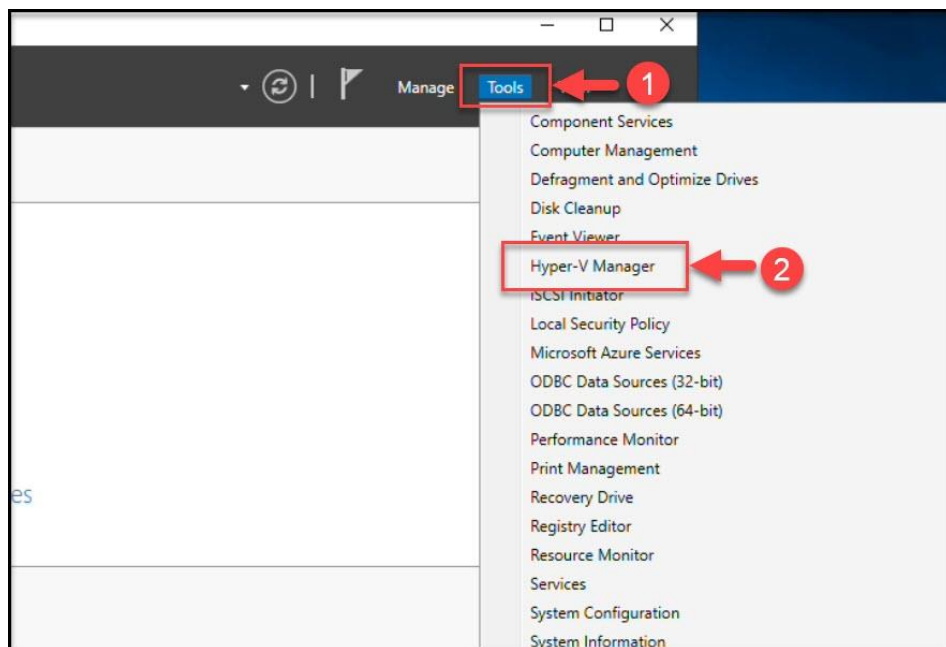 Manage Tools 1
Component Services
Computer Management
Defragment and Optimize Drives
Disk Cleanup
Event Viewer
Hyper-V Manager 2
iSCSI Initiator
Local Security Policy
Microsoft Azure Services
ODBC Data Sources (32-bit)
ODBC Data Sources (64-bit)
Performance Monitor
Print Management
es
Recovery Drive
Registry Editor
Resource Monitor
Services
System Configuration
System Information